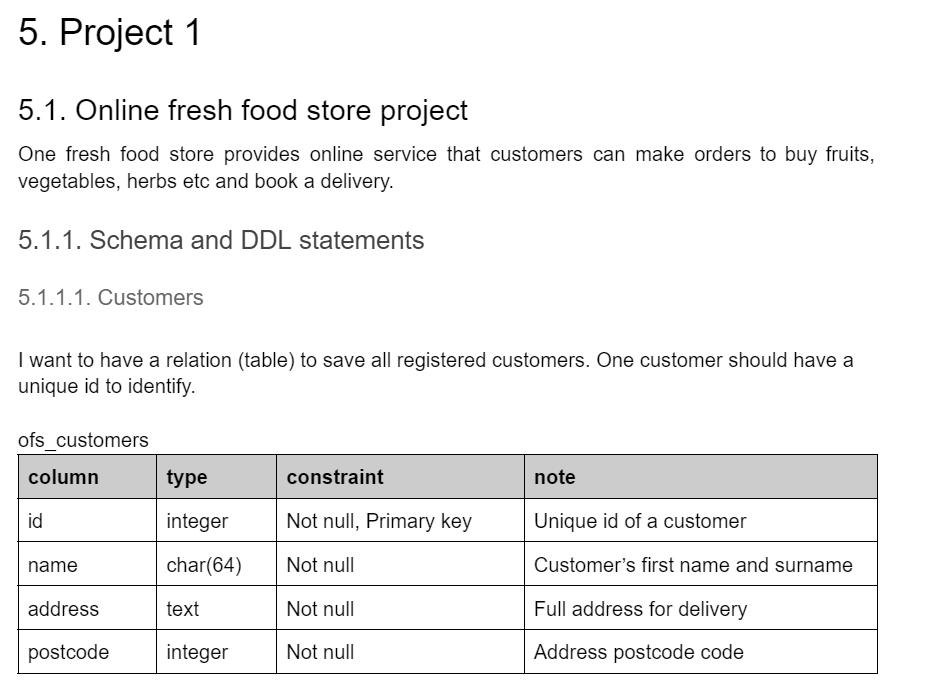 5. Project 1
5.1. Online fresh food store project
One fresh food store provides online service that customers can make orders to buy fruits,
vegetables, herbs etc and book a delivery.
5.1.1. Schema and DDL statements
5.1.1.1. Customers
I want to have a relation (table) to save all registered customers. One customer should have a
unique id to identify.
ofs_customers
column type constraint note
id integer Not null, Primary key Unique id of a customer
name char(64) Not null Customer’s first name and surname
address text Not null Full address for delivery
postcode integer Not null Address postcode code